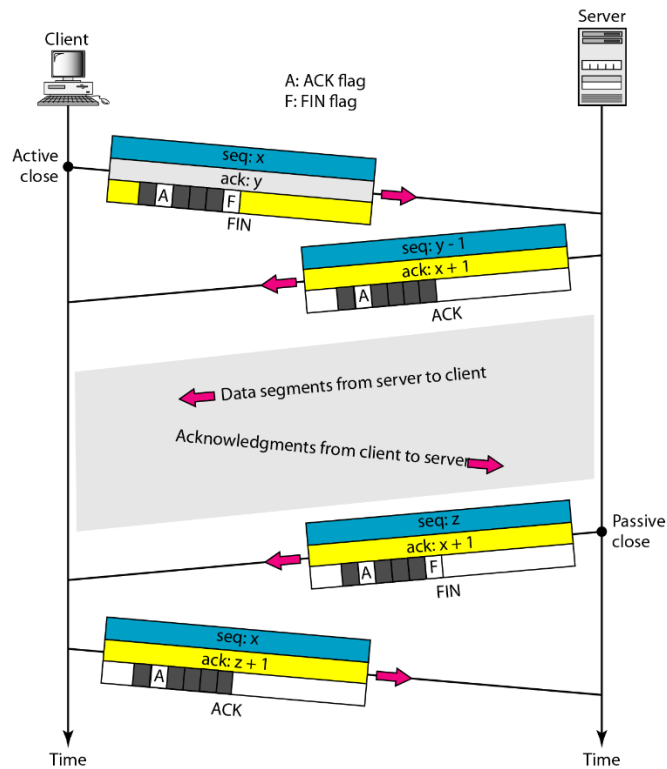 Client
Server
A: ACK flag
F: FIN flag
Active
close
seq: x
ack: y
A
F
FIN
seq: y - 1
ack: x + 1
A
ACK
Data segments from server to client
Acknowledgments from client to server
Passive
close
seq: z
ack: x + 1
A
F
FIN
seq: x
ack: z + 1
A
ACK
Time
Time